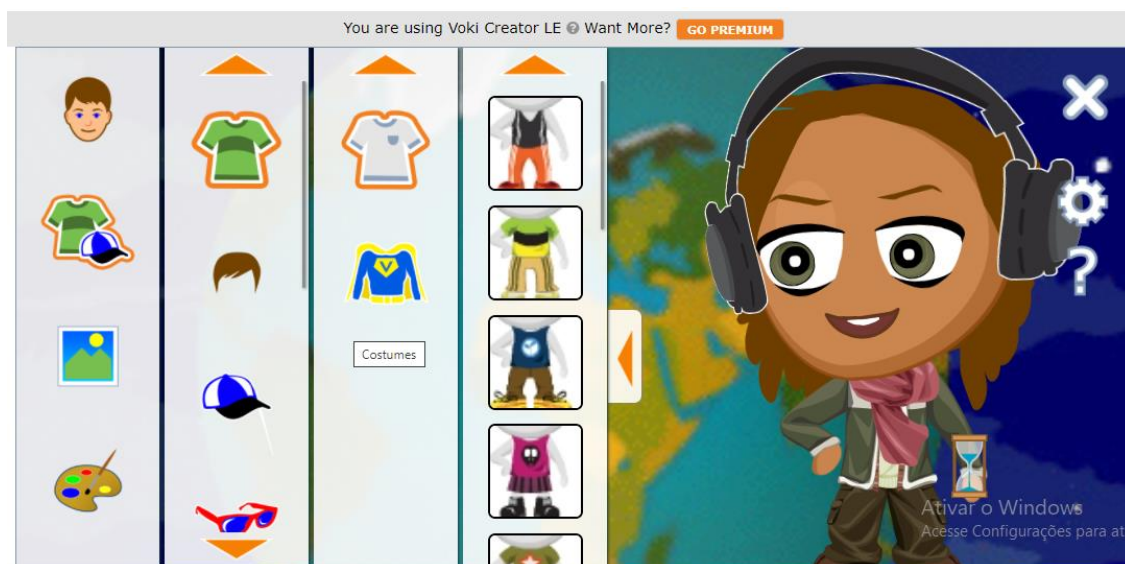 You are using Voki Creator LE ? Want More? GO PREMIUM
V
Costumes
?
Ativar o Windows
Acesse Configurações para at